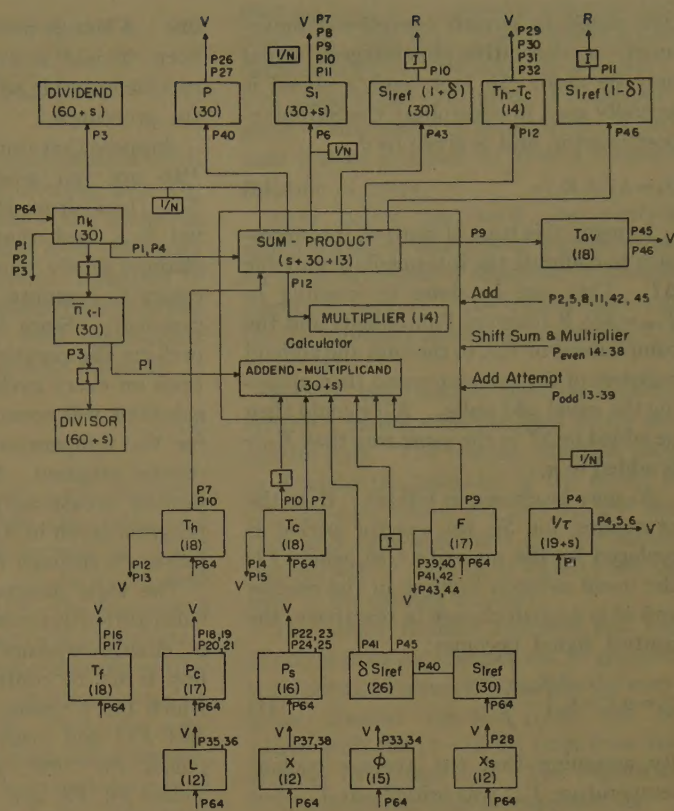 V P7 R V P29 R
P26 P8 P30
P27 1/N P9 I P31 I
P10 P10 P32 P11
P11
DIVIDEND
(60+s)
P
(30)
S1
(30+s)
S1ref (1+δ)
(30)
Th-Tc
(14)
S1ref (1-δ)
P3 P40 P6 P43 P12 P46
1/N
1/N
P64
nk
(30)
P1
P2
P3
P1, P4
I
SUM - PRODUCT
(s+30+13)
P9
Tav
(18)
P45
P46
V
P12
MULTIPLIER (14)
Add
P2,3,8,11,42, 45
n̄k-1
(30)
Calculator
Shift Sum & Multiplier
Peven 14-38
P3
P1
I
ADDEND-MULTIPLICAND
(30+s)
Add Attempt
Podd 13-39
DIVISOR
(60+s)
1/N
I
I
P7
P10
P10 P7
P9
P4
Th
(18)
Tc
(18)
F
(17)
1/τ
(19+s)
P4,5,6
V
P12
P13
V
P64
P14
P15
V
P64
P39,40
P41,42
P43,44
V
P64
P1
V
P16
P17
V
P18,19
P20,21
V
P22,23
P24,25
P41
P45
Tf
(18)
Pc
(17)
Ps
(16)
δ S1ref
(26)
P40
S1ref
(30)
P64
P64
P64
P64
V P35,36
V P37,38
V P33,34
V P28
L
(12)
X
(12)
ϕ
(15)
Xs
(12)
P64
P64
P64
P64